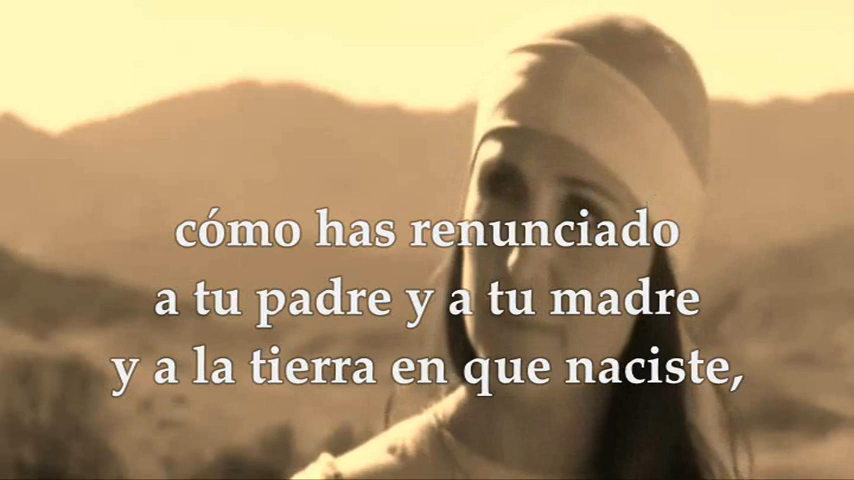 cómo has renunciado
a tu padre y a tu madre
y a la tierra en que naciste,